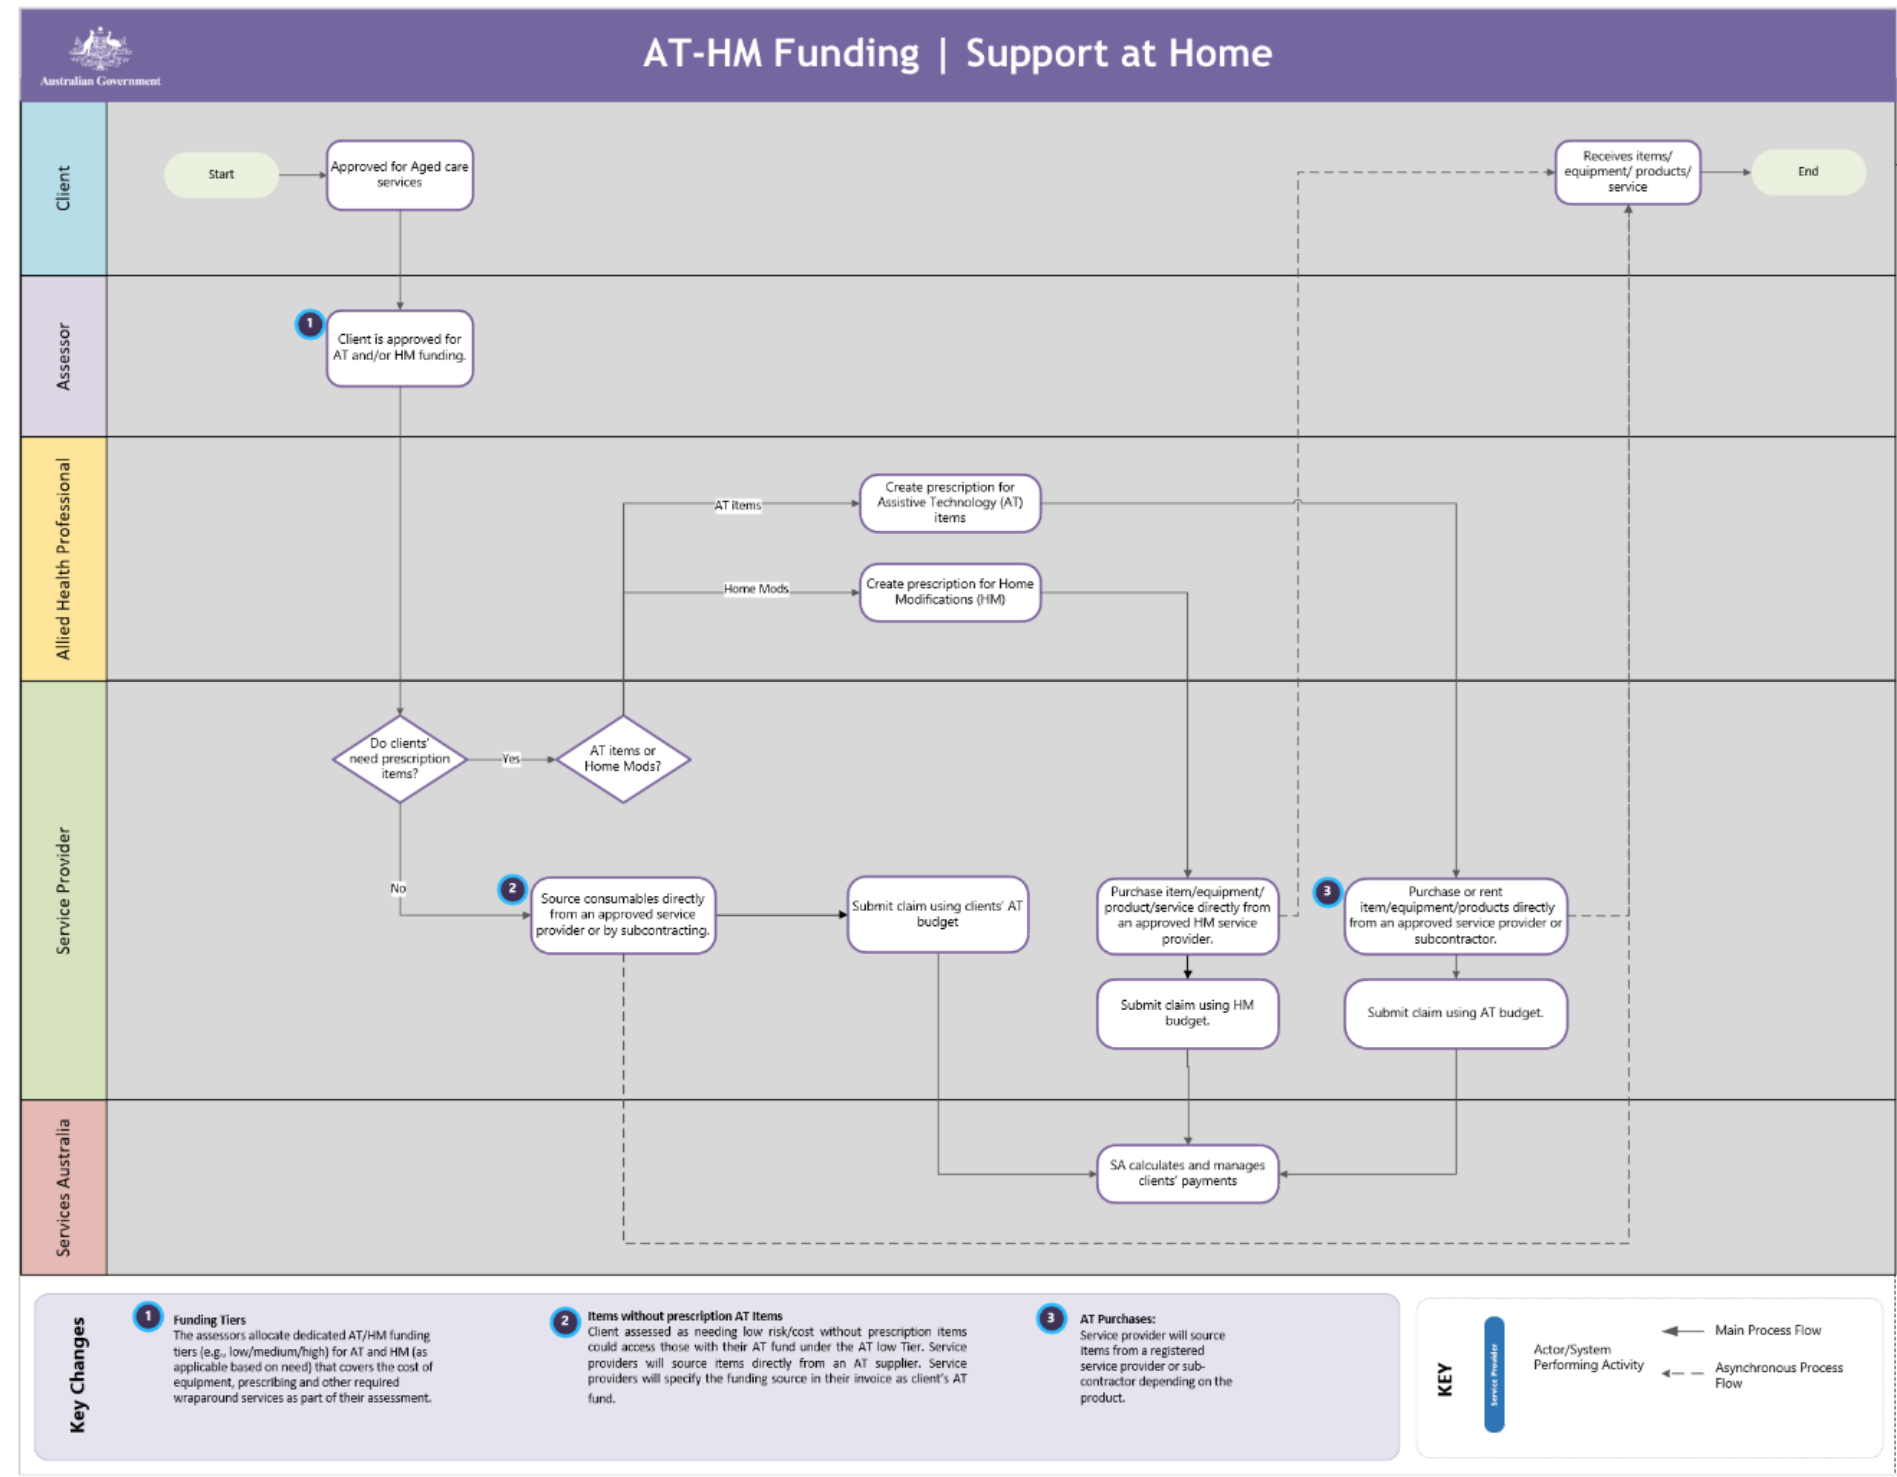 Australian Government
AT-HM Funding | Support at Home
Client
Start
Approved for Aged care
services
Receives items/
equipment/ products/
service
End
Assessor
1
Client is approved for
AT and/or HM funding.
Allied Health Professional
AT items
Create prescription for
Assistive Technology (AT)
items
Home Mods
Create prescription for Home
Modifications (HM)
Service Provider
Do clients'
need prescription
items?
Yes
AT items or
Home Mods?
No
2
Source consumables directly
from an approved service
provider or by subcontracting.
Submit claim using clients' AT
budget
Purchase item/equipment/
product/service directly from
an approved HM service
provider.
3
Purchase or rent
item/equipment/products directly
from an approved service provider or
subcontractor.
Submit claim using HM
budget.
Submit claim using AT budget.
Services Australia
SA calculates and manages
clients' payments
Key Changes
1
Funding Tiers
The assessors allocate dedicated AT/HM funding
tiers (e.g., low/medium/high) for AT and HM (as
applicable based on need) that covers the cost of
equipment, prescribing and other required
wraparound services as part of their assessment.
2
Items without prescription AT Items
Client assessed as needing low risk/cost without prescription items
could access those with their AT fund under the AT low Tier. Service
providers will source items directly from an AT supplier. Service
providers will specify the funding source in their invoice as client's AT
fund.
3
AT Purchases:
Service provider will source
items from a registered
service provider or sub-
contractor depending on the
product.
KEY
Service Provider
Actor/System
Performing Activity
Main Process Flow
Asynchronous Process
Flow